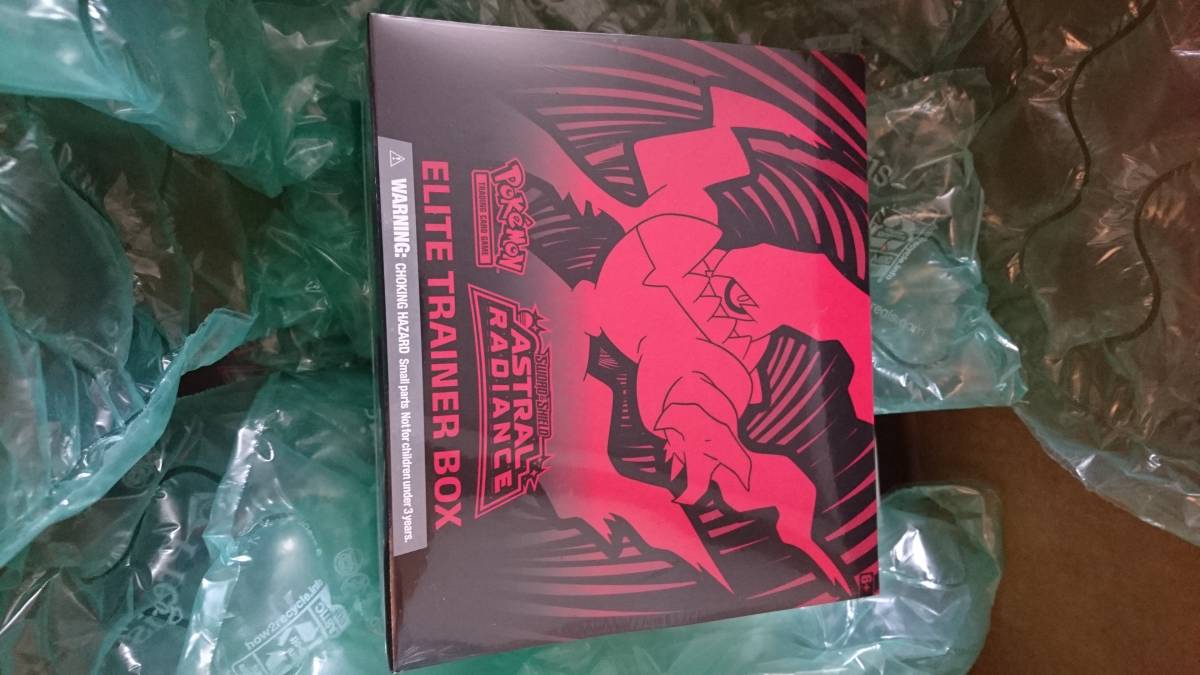 POKÉMON
TRADING CARD GAME
SWORD & SHIELD
ASTRAL
RADIANCE
ELITE TRAINER BOX
WARNING: CHOKING HAZARD Small parts Not for children under 3 years.
6+
how2recycle.info